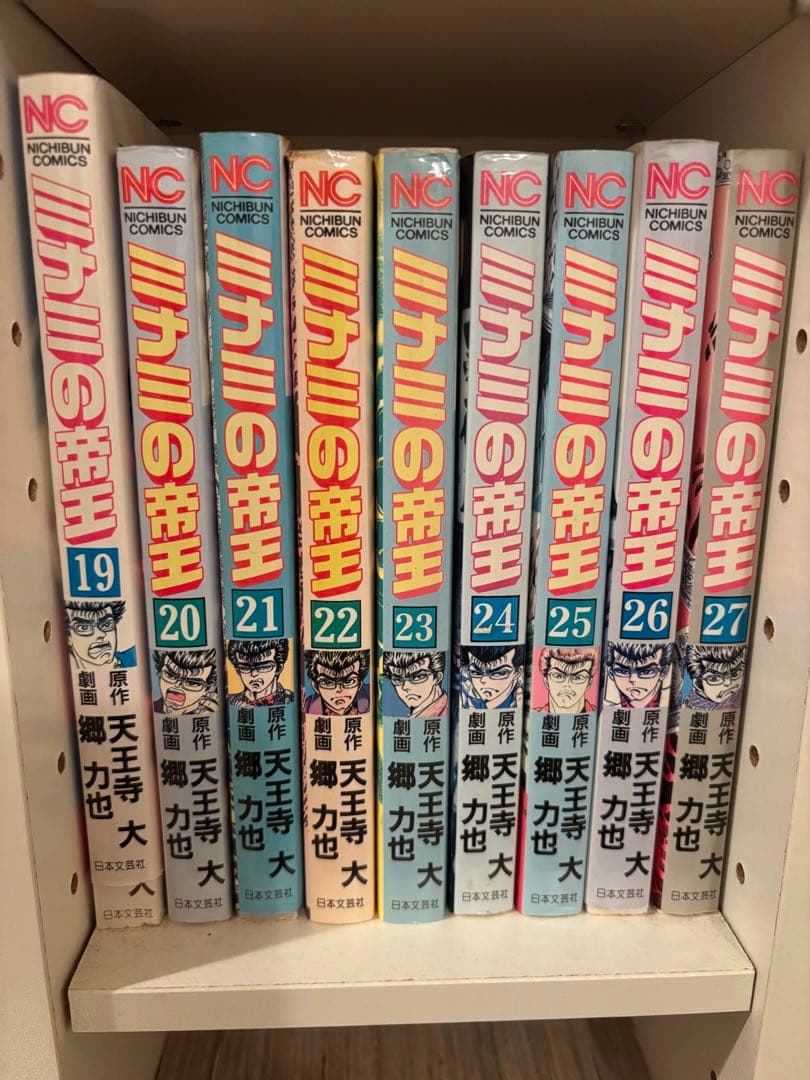 NC
NICHIBUN
COMICS
ミナミの帝王
19
原作 天王寺 大
劇画 郷 力也
日本文芸社
大
日本文芸社
NC
NICHIBUN
COMICS
ミナミの帝王
20
原作 天王寺 大
劇画 郷 力也
日本文芸社
NC
NICHIBUN
COMICS
ミナミの帝王
21
原作 天王寺 大
劇画 郷 力也
日本文芸社
NC
NICHIBUN
COMICS
ミナミの帝王
22
原作 天王寺 大
劇画 郷 力也
日本文芸社
NC
NICHIBUN
COMICS
ミナミの帝王
23
原作 天王寺 大
劇画 郷 力也
日本文芸社
NC
NICHIBUN
COMICS
ミナミの帝王
24
原作 天王寺 大
劇画 郷 力也
日本文芸社
NC
NICHIBUN
COMICS
ミナミの帝王
25
原作 天王寺 大
劇画 郷 力也
日本文芸社
NC
NICHIBUN
COMICS
ミナミの帝王
26
原作 天王寺 大
劇画 郷 力也
日本文芸社
NC
NICHIBUN
COMICS
ミナミの帝王
27
原作 天王寺 大
劇画 郷 力也
日本文芸社